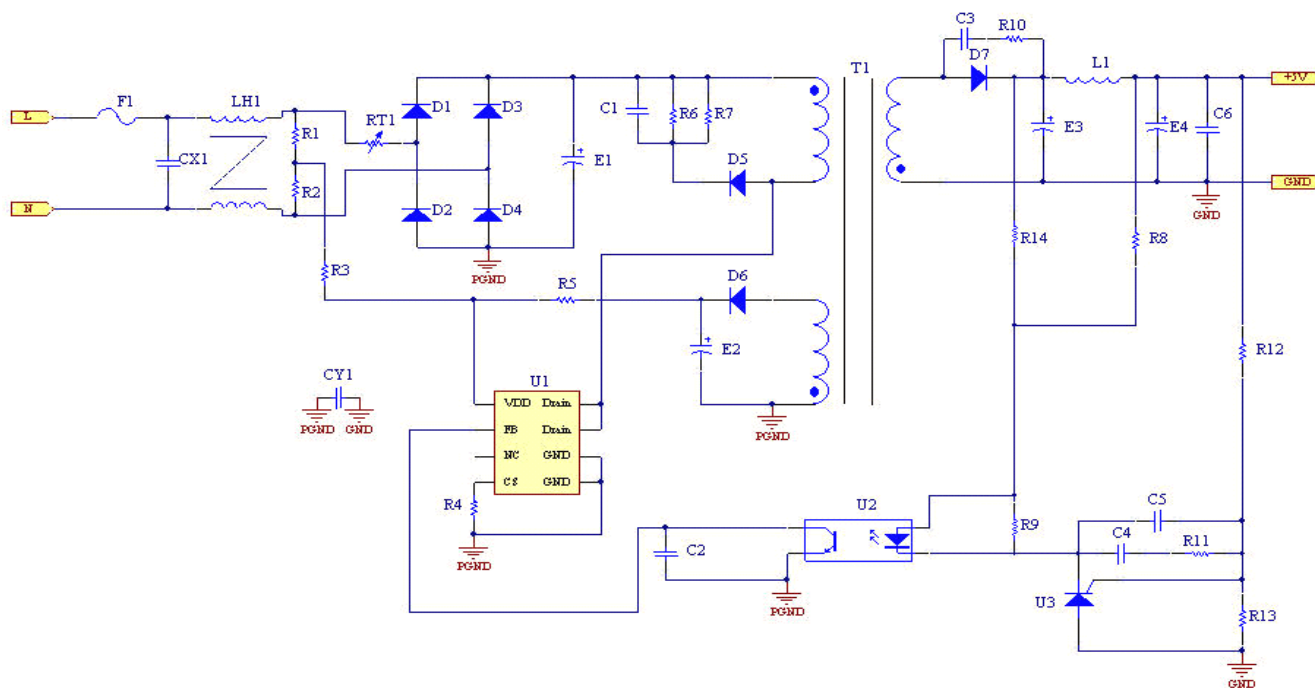 C3
R10
D7
T1
L1
+5V
L
F1
LH1
D1
D3
C1
R6
R7
E3
E4
C6
R1
RT1
CX1
E1
D5
R2
GND
N
D2
D4
GND
R14
R8
PGND
R3
D6
R5
E2
R12
CY1
U1
VDD
Drain
PGND
GND
FB
Drain
PGND
NC
GND
CS
GND
R4
U2
C5
R9
C4
R11
C2
PGND
PGND
U3
R13
GND